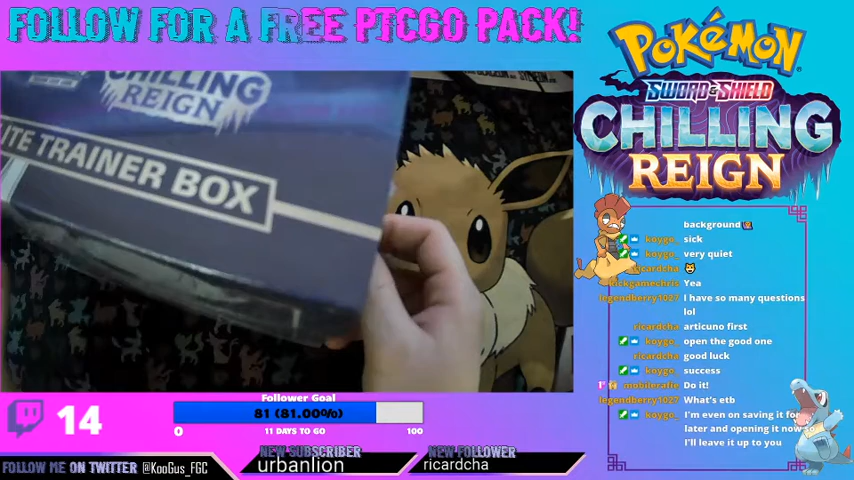 FOLLOW FOR A FREE PTCGO PACK!
CHILLING
REIGN
ITE TRAINER BOX
POKéMON
SWORD & SHIELD
CHILLING
REIGN
background
koygo_ sick
koygo_ very quiet
ricardcha
ckgamechris Yea
legendberry1027 I have so many questions
lol
ricardcha articuno first
koygo_ open the good one
ricardcha good luck
koygo_ success
mobilerafie Do it!
legendberry1027 What's etb
koygo_ I'm even on saving it for
later and opening it now so
I'll leave it up to you
14
Follower Goal
81 (81.00%)
0 11 DAYS TO GO 100
FOLLOW ME ON TWITTER @KooGus_FGC
NEW SUBSCRIBER
urbanlion
NEW FOLLOWER
ricardcha